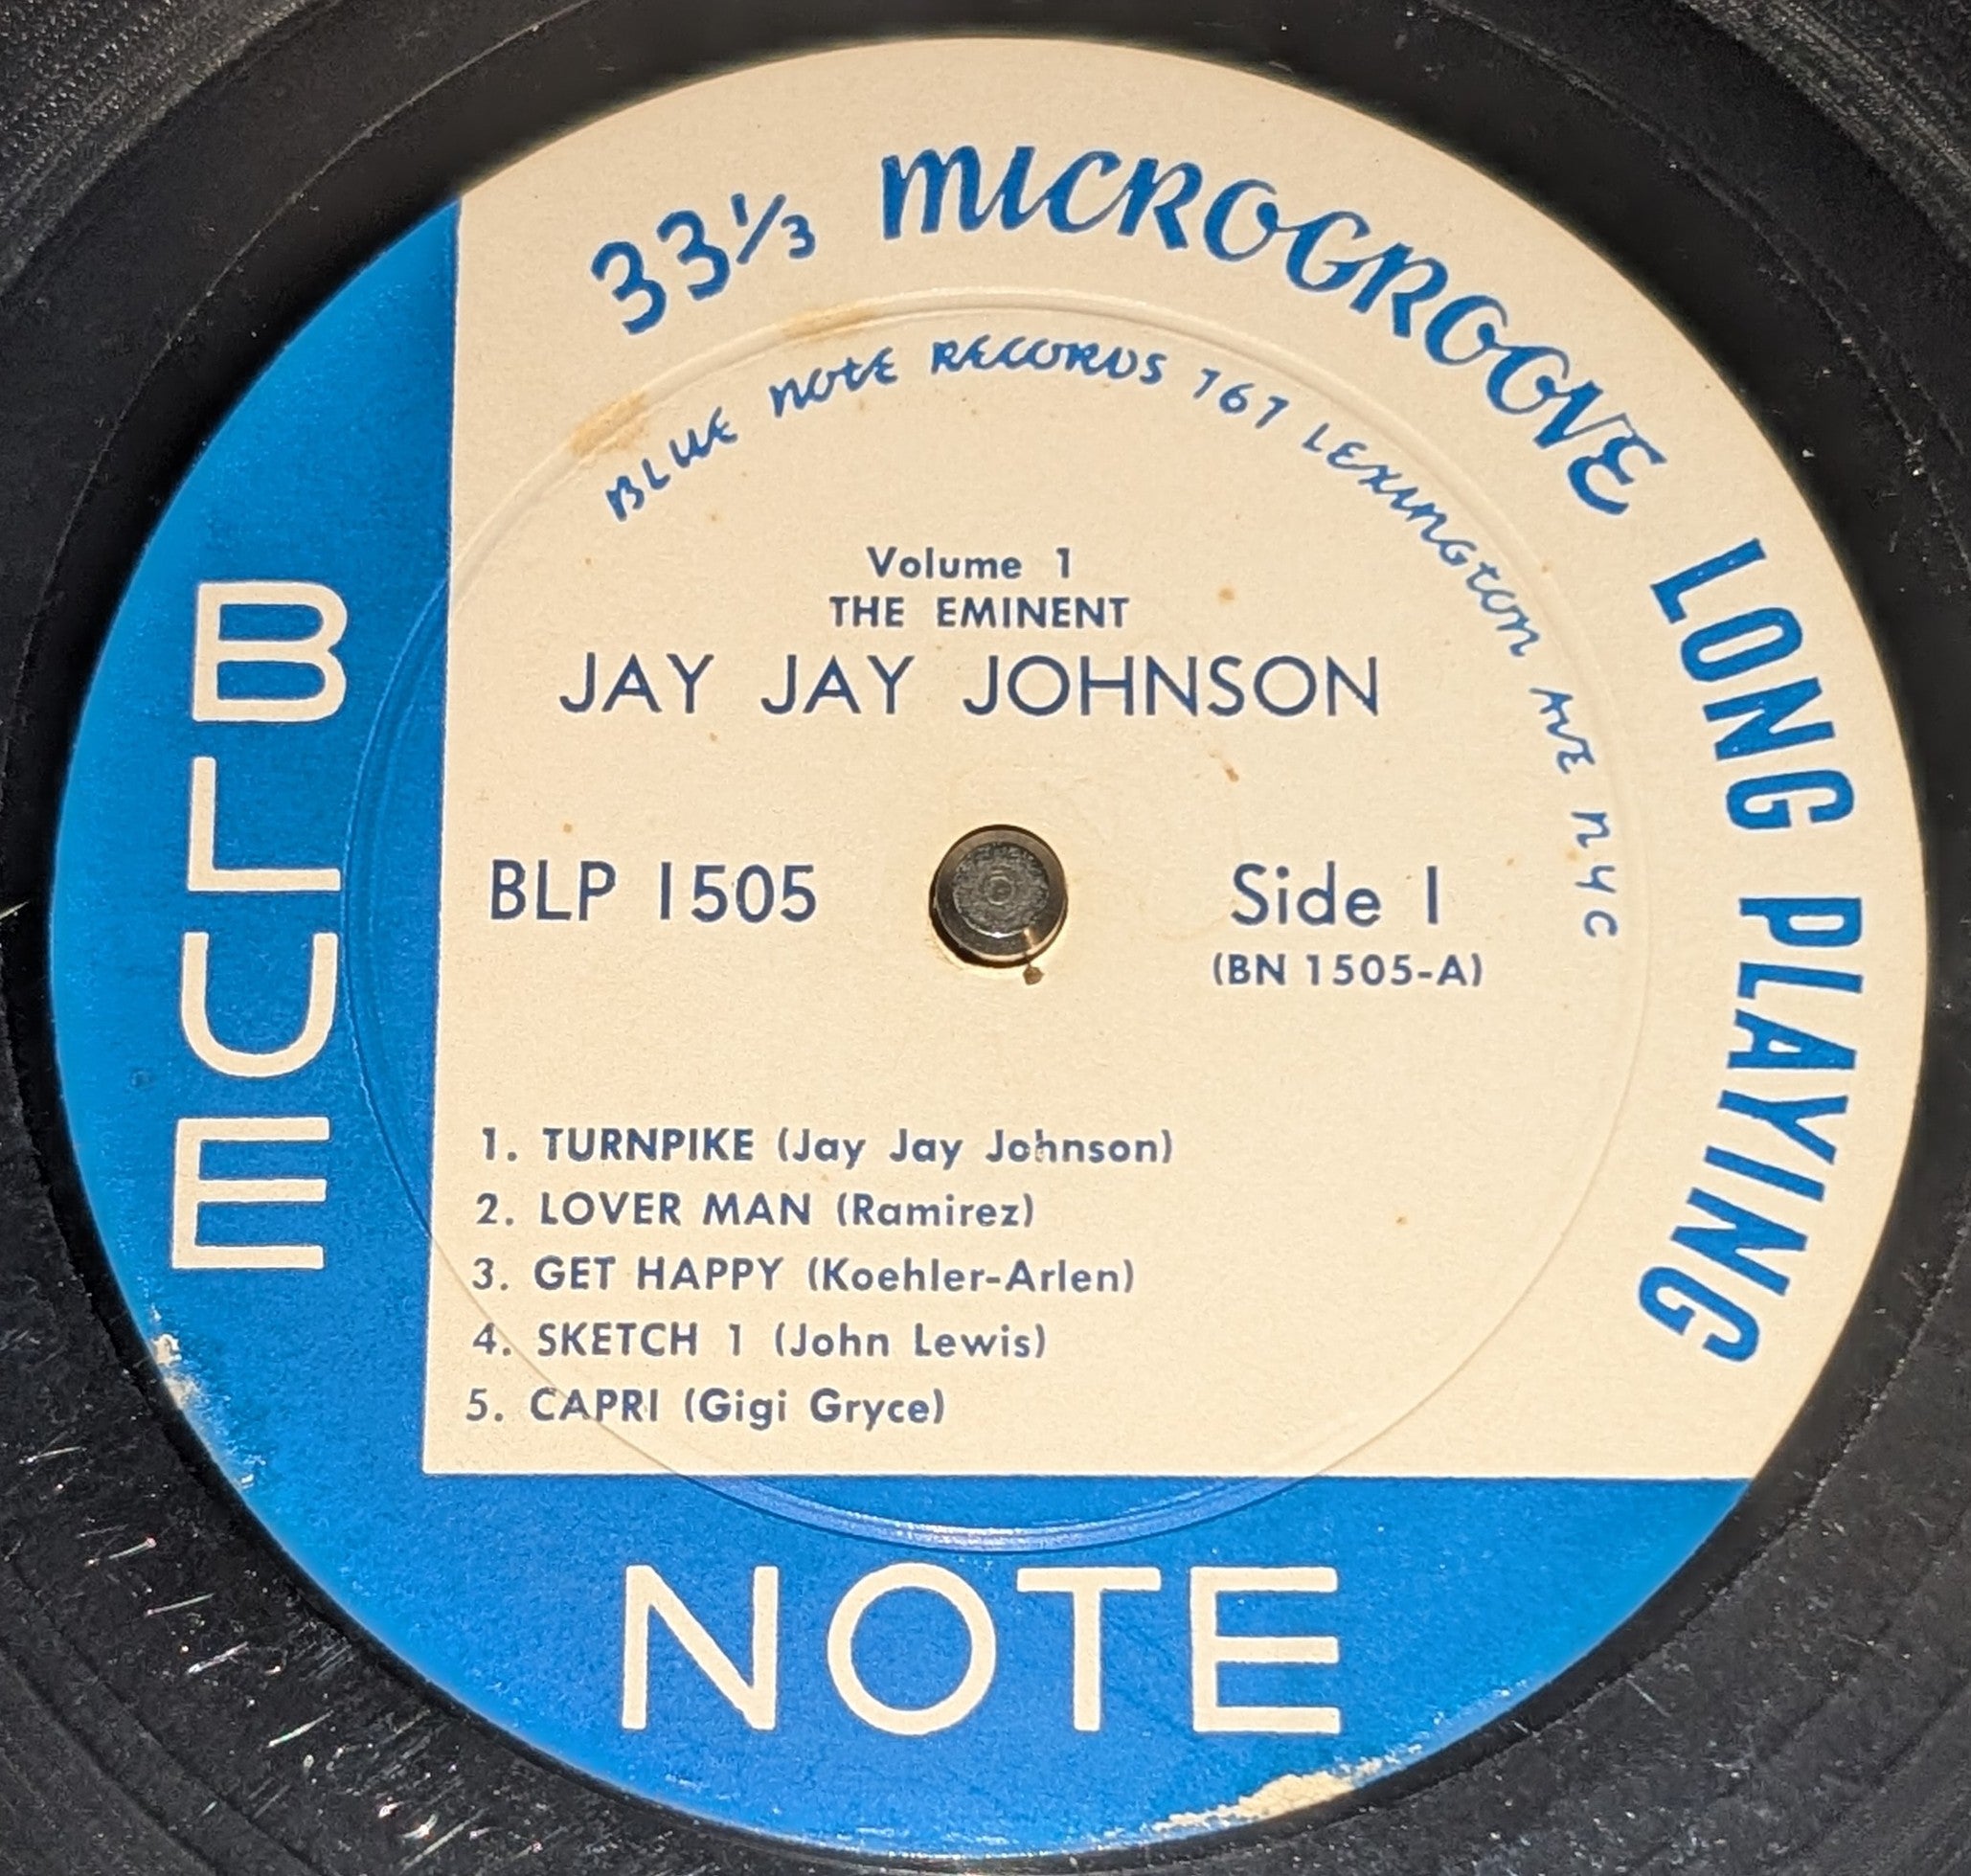 33⅓ MICROGROOVE LONG PLAYING
BLUE NOTE RECORDS 767 LEXINGTON AVE NYC
Volume 1
THE EMINENT
JAY JAY JOHNSON
BLP 1505
Side 1
(BN 1505-A)
1. TURNPIKE (Jay Jay Johnson)
2. LOVER MAN (Ramirez)
3. GET HAPPY (Koehler-Arlen)
4. SKETCH 1 (John Lewis)
5. CAPRI (Gigi Gryce)
BLUE
NOTE